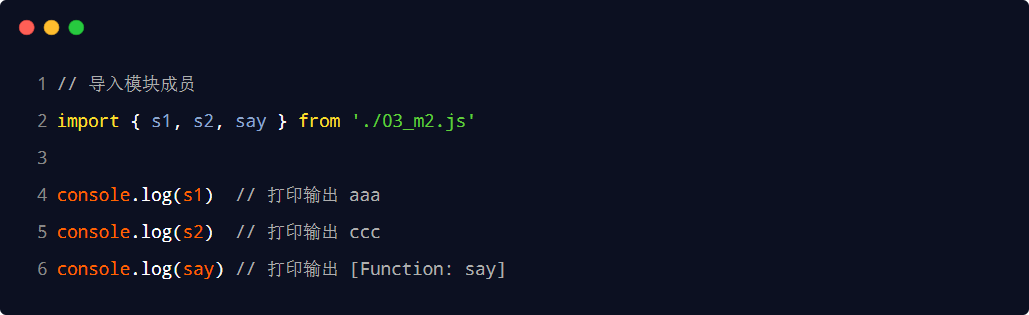 1 // 导入模块成员
2 import { s1, s2, say } from './03_m2.js'
3
4 console.log(s1)  // 打印输出 aaa
5 console.log(s2)  // 打印输出 ccc
6 console.log(say) // 打印输出 [Function: say]